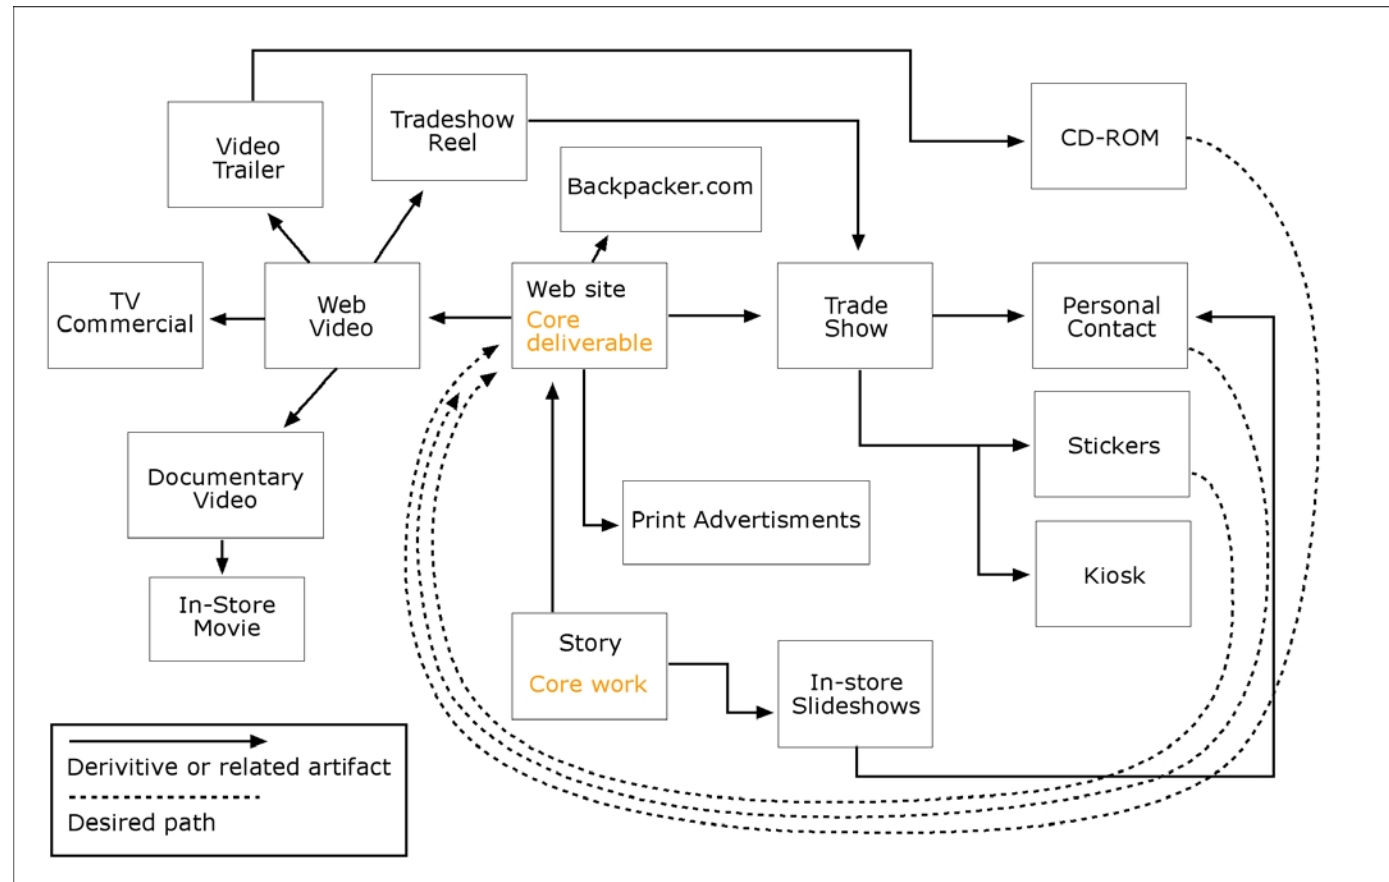 Video
Trailer
Tradeshow
Reel
CD-ROM
Backpacker.com
TV
Commercial
Web
Video
Web site
Core
deliverable
Trade
Show
Personal
Contact
Documentary
Video
Stickers
Print Advertisments
Kiosk
In-Store
Movie
Story
Core work
In-store
Slideshows
Derivitive or related artifact
Desired path